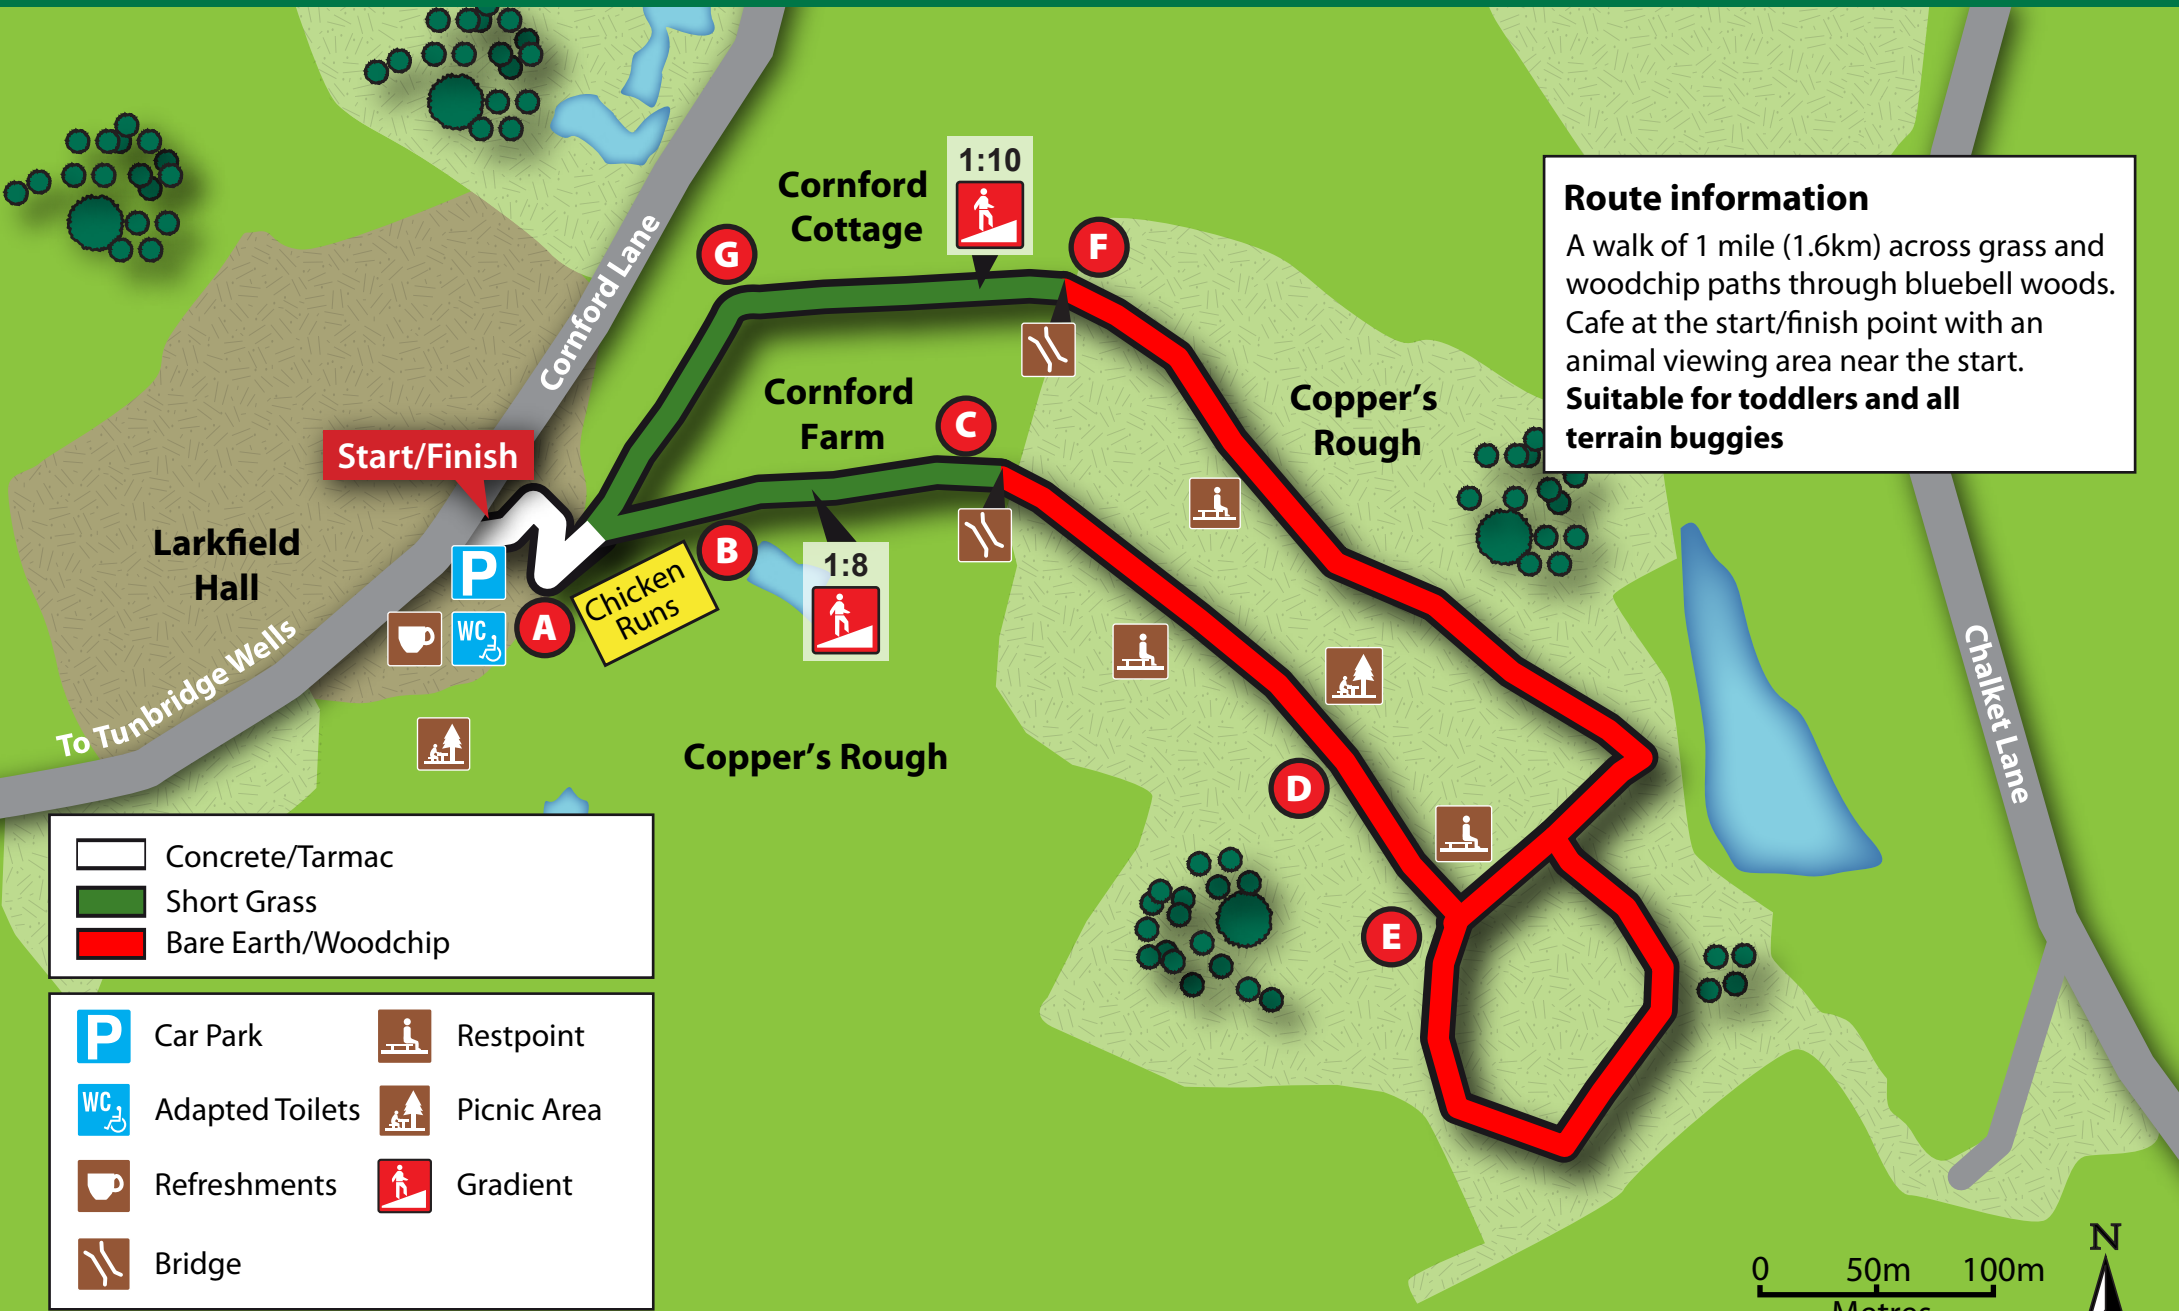 Cornford Lane
To Tunbridge Wells
Chalket Lane
Cornford
Cottage
1:10
G
F
Route information
A walk of 1 mile (1.6km) across grass and
woodchip paths through bluebell woods.
Cafe at the start/finish point with an
animal viewing area near the start.
Suitable for toddlers and all
terrain buggies
Cornford
Farm
C
Copper's
Rough
Start/Finish
Larkfield
Hall
P
WC
A
Chicken
Runs
B
1:8
Copper's Rough
D
E
Concrete/Tarmac
Short Grass
Bare Earth/Woodchip
P Car Park
Restpoint
WC Adapted Toilets
Picnic Area
Refreshments
Gradient
Bridge
N
0 50m 100m
Metres